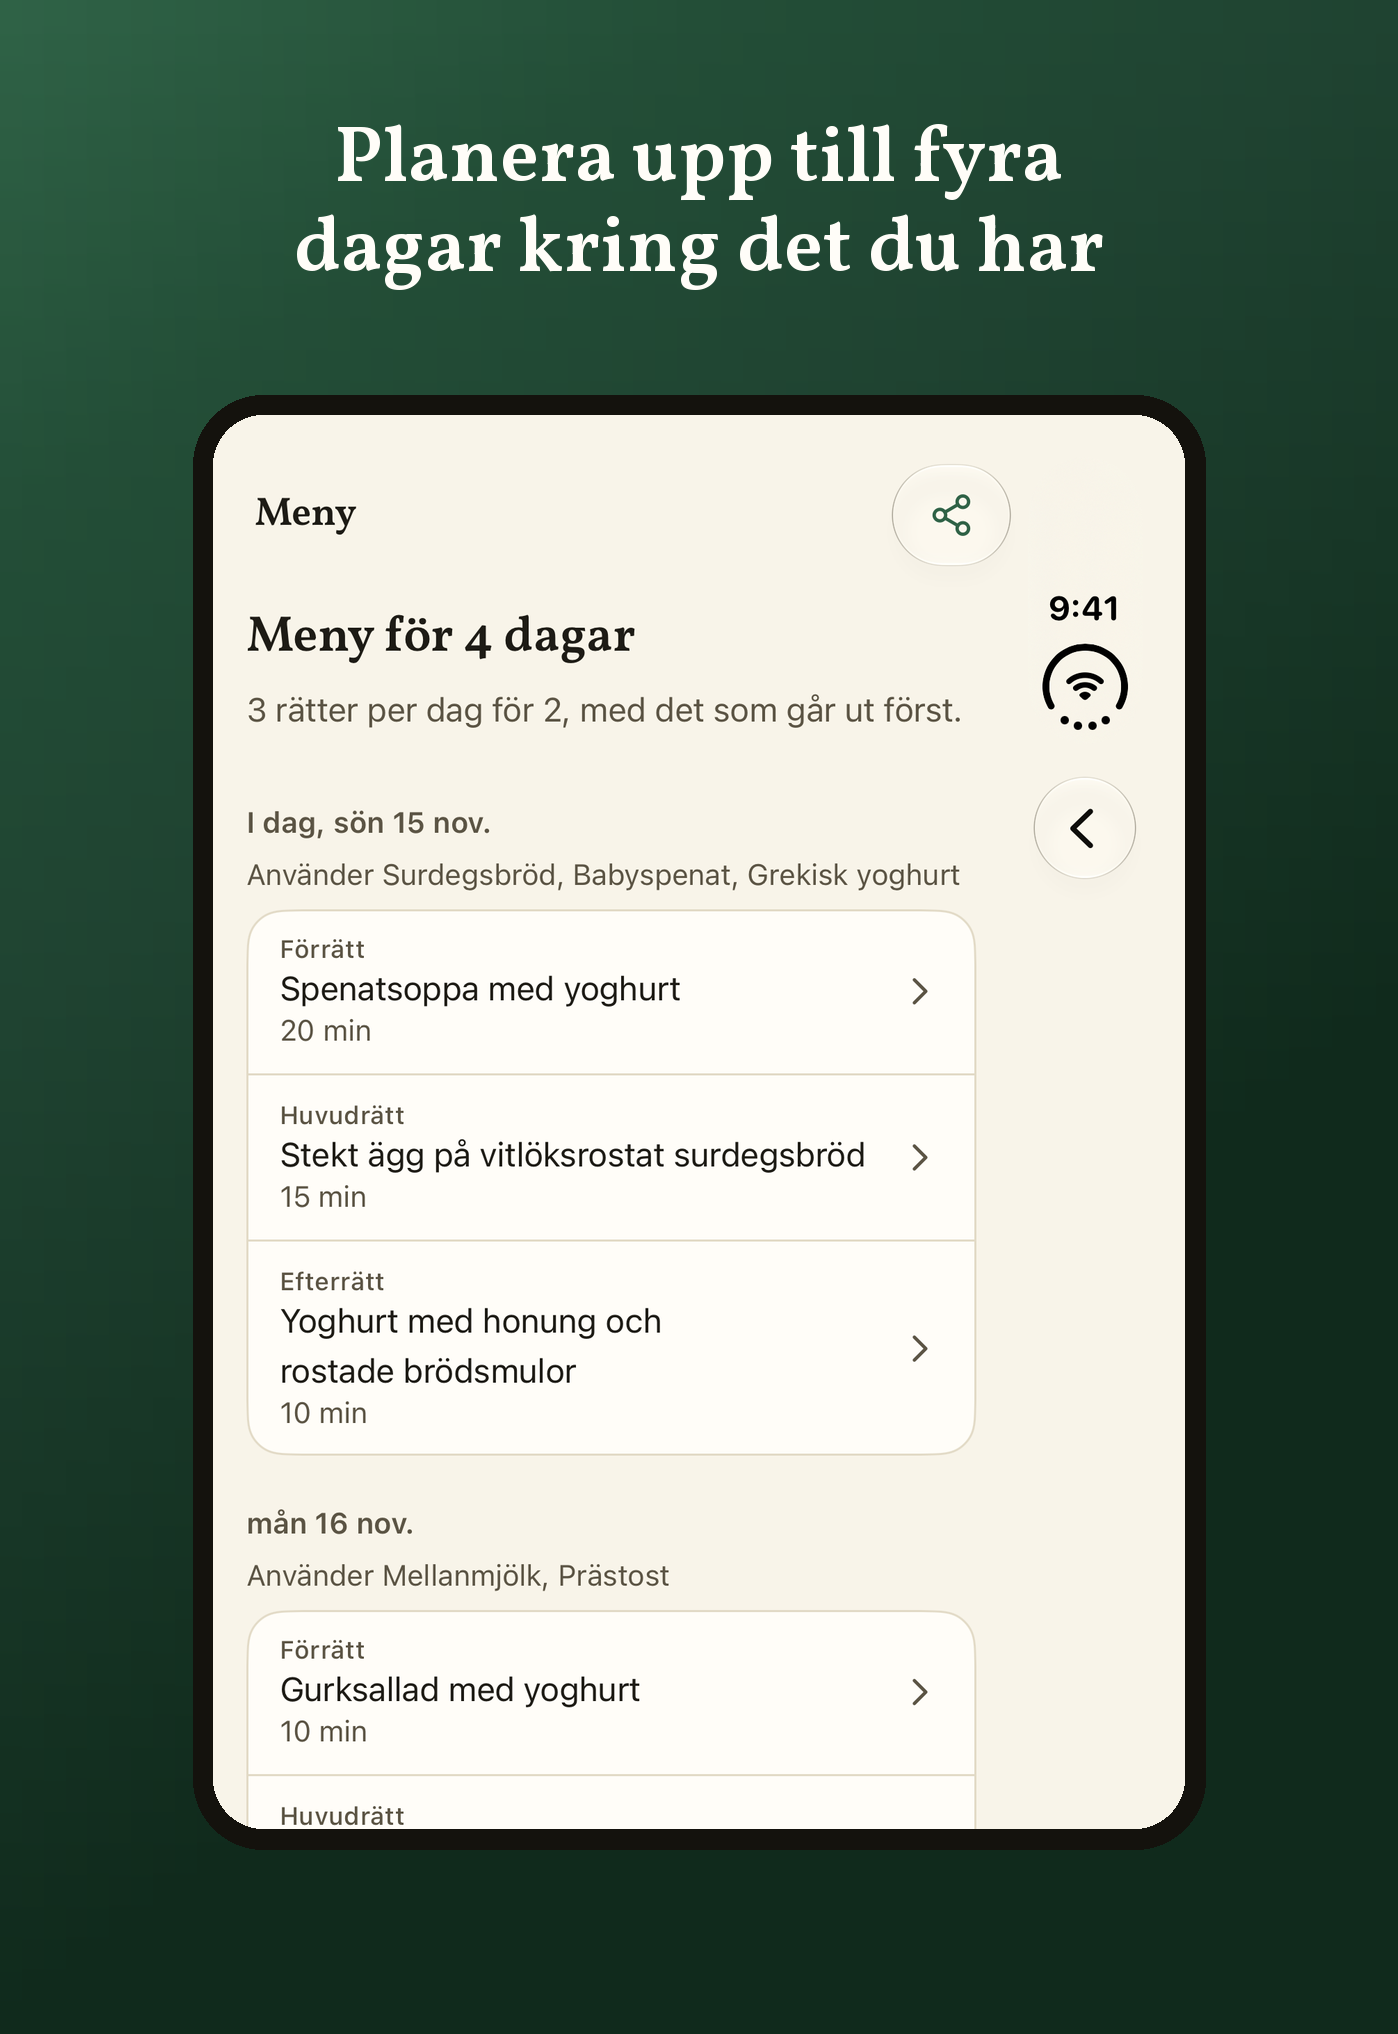 Planera upp till fyra
dagar kring det du har
Meny
9:41
Meny för 4 dagar
3 rätter per dag för 2, med det som går ut först.
I dag, sön 15 nov.
Använder Surdegsbröd, Babyspenat, Grekisk yoghurt
Förrätt
Spenatsoppa med yoghurt
20 min
Huvudrätt
Stekt ägg på vitlöksrostat surdegsbröd
15 min
Efterrätt
Yoghurt med honung och
rostade brödsmulor
10 min
mån 16 nov.
Använder Mellanmjölk, Prästost
Förrätt
Gurksallad med yoghurt
10 min
Huvudrätt